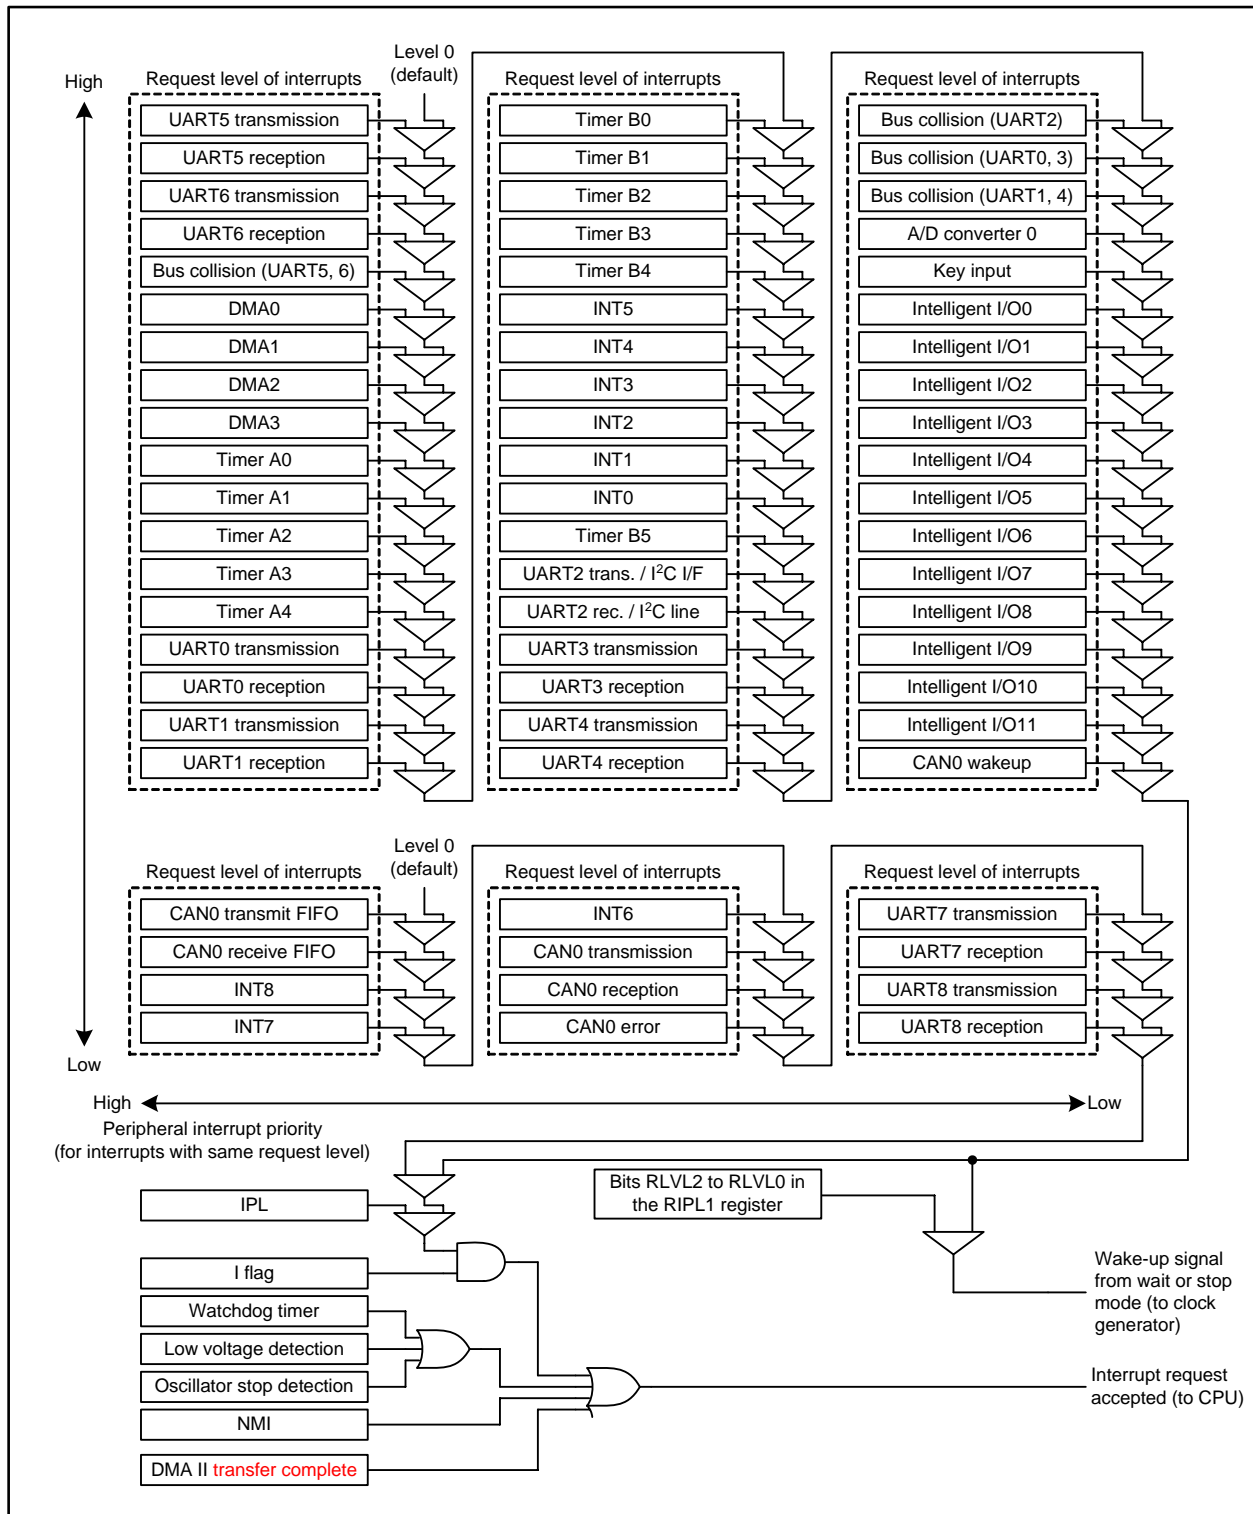 High
Low
Level 0
(default)
Request level of interrupts
UART5 transmission
UART5 reception
UART6 transmission
UART6 reception
Bus collision (UART5, 6)
DMA0
DMA1
DMA2
DMA3
Timer A0
Timer A1
Timer A2
Timer A3
Timer A4
UART0 transmission
UART0 reception
UART1 transmission
UART1 reception
Request level of interrupts
Timer B0
Timer B1
Timer B2
Timer B3
Timer B4
INT5
INT4
INT3
INT2
INT1
INT0
Timer B5
UART2 trans. / I²C I/F
UART2 rec. / I²C line
UART3 transmission
UART3 reception
UART4 transmission
UART4 reception
Request level of interrupts
Bus collision (UART2)
Bus collision (UART0, 3)
Bus collision (UART1, 4)
A/D converter 0
Key input
Intelligent I/O0
Intelligent I/O1
Intelligent I/O2
Intelligent I/O3
Intelligent I/O4
Intelligent I/O5
Intelligent I/O6
Intelligent I/O7
Intelligent I/O8
Intelligent I/O9
Intelligent I/O10
Intelligent I/O11
CAN0 wakeup
Level 0
(default)
Request level of interrupts
CAN0 transmit FIFO
CAN0 receive FIFO
INT8
INT7
Request level of interrupts
INT6
CAN0 transmission
CAN0 reception
CAN0 error
Request level of interrupts
UART7 transmission
UART7 reception
UART8 transmission
UART8 reception
High
Low
Peripheral interrupt priority
(for interrupts with same request level)
IPL
Bits RLVL2 to RLVL0 in
the RIPL1 register
I flag
Watchdog timer
Low voltage detection
Oscillator stop detection
NMI
DMA II transfer complete
Wake-up signal
from wait or stop
mode (to clock
generator)
Interrupt request
accepted (to CPU)